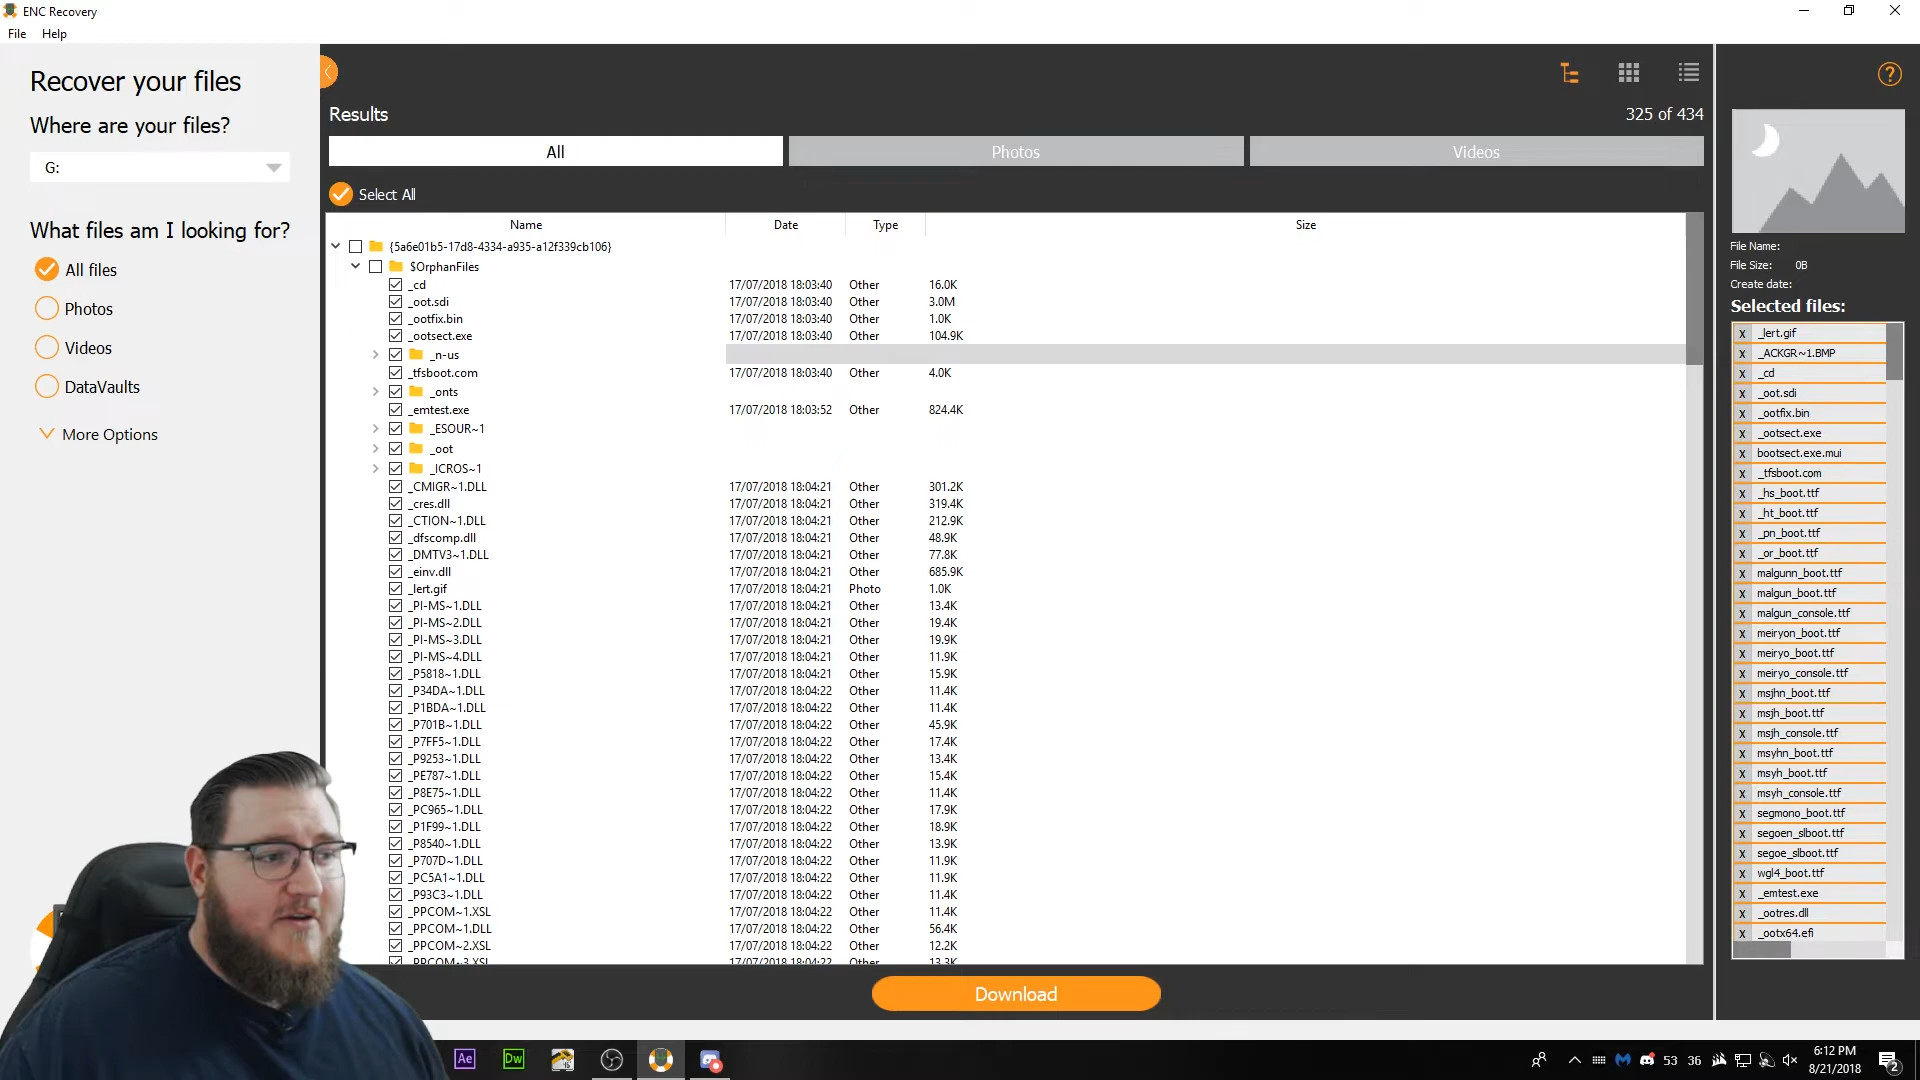 ENC Recovery
File Help
Recover your files
Where are your files?
G:
What files am I looking for?
All files
Photos
Videos
DataVaults
More Options
Results
325 of 434
All Photos Videos
Select All
Name Date Type Size
{5a6e01b5-17d8-4334-a935-a12f339cb106}
$OrphanFiles
_cd 17/07/2018 18:03:40 Other 16.0K
_oot.sdi 17/07/2018 18:03:40 Other 3.0M
_ootfix.bin 17/07/2018 18:03:40 Other 1.0K
_ootsect.exe 17/07/2018 18:03:40 Other 104.9K
_n-us
_tfsboot.com 17/07/2018 18:03:40 Other 4.0K
_onts
_emtest.exe 17/07/2018 18:03:52 Other 824.4K
_ESOUR~1
_oot
_ICROS~1
_CMIGR~1.DLL 17/07/2018 18:04:21 Other 301.2K
_cres.dll 17/07/2018 18:04:21 Other 319.4K
_CTION~1.DLL 17/07/2018 18:04:21 Other 212.9K
_dfscomp.dll 17/07/2018 18:04:21 Other 48.9K
_DMTV3~1.DLL 17/07/2018 18:04:21 Other 77.8K
_einv.dll 17/07/2018 18:04:21 Other 685.9K
_lert.gif 17/07/2018 18:04:21 Photo 1.0K
_PI-MS~1.DLL 17/07/2018 18:04:21 Other 13.4K
_PI-MS~2.DLL 17/07/2018 18:04:21 Other 19.4K
_PI-MS~3.DLL 17/07/2018 18:04:21 Other 19.9K
_PI-MS~4.DLL 17/07/2018 18:04:21 Other 11.9K
_P5818~1.DLL 17/07/2018 18:04:21 Other 15.9K
_P34DA~1.DLL 17/07/2018 18:04:22 Other 11.4K
_P1BDA~1.DLL 17/07/2018 18:04:22 Other 11.4K
_P701B~1.DLL 17/07/2018 18:04:22 Other 45.9K
_P7FF5~1.DLL 17/07/2018 18:04:22 Other 17.4K
_P9253~1.DLL 17/07/2018 18:04:22 Other 13.4K
_PE787~1.DLL 17/07/2018 18:04:22 Other 15.4K
_P8E75~1.DLL 17/07/2018 18:04:22 Other 11.4K
_PC965~1.DLL 17/07/2018 18:04:22 Other 17.9K
_P1F99~1.DLL 17/07/2018 18:04:22 Other 18.9K
_P8540~1.DLL 17/07/2018 18:04:22 Other 13.9K
_P707D~1.DLL 17/07/2018 18:04:22 Other 11.9K
_PC5A1~1.DLL 17/07/2018 18:04:22 Other 11.9K
_P93C3~1.DLL 17/07/2018 18:04:22 Other 11.4K
_PPCOM~1.XSL 17/07/2018 18:04:22 Other 11.4K
_PPCOM~1.DLL 17/07/2018 18:04:22 Other 56.4K
_PPCOM~2.XSL 17/07/2018 18:04:22 Other 12.2K
_PPCOM~3.XSL 17/07/2018 18:04:22 Other 13.3K
Download
?
File Name:
File Size: 0B
Create date:
Selected files:
X _lert.gif
X _ACKGR~1.BMP
X _cd
X _oot.sdi
X _ootfix.bin
X _ootsect.exe
X bootsect.exe.mui
X _tfsboot.com
X _hs_boot.ttf
X _ht_boot.ttf
X _pn_boot.ttf
X _or_boot.ttf
X malgunn_boot.ttf
X malgun_boot.ttf
X malgun_console.ttf
X meiryon_boot.ttf
X meiryo_boot.ttf
X meiryo_console.ttf
X msjhn_boot.ttf
X msjh_boot.ttf
X msjh_console.ttf
X msyhn_boot.ttf
X msyh_boot.ttf
X msyh_console.ttf
X segmono_boot.ttf
X segoen_slboot.ttf
X segoe_slboot.ttf
X wgl4_boot.ttf
X _emtest.exe
X _ootres.dll
X _ootx64.efi
Ae Dw
53 36
6:12 PM
8/21/2018
2